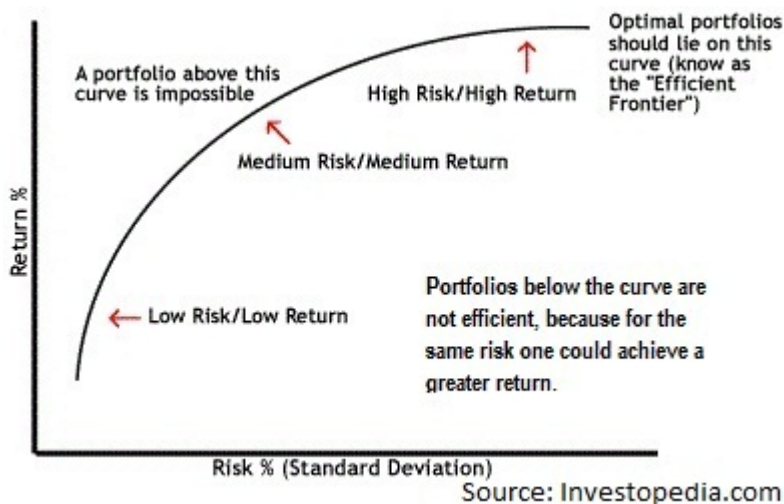 Optimal portfolios
should lie on this
curve (know as
the "Efficient
Frontier")
A portfolio above this
curve is impossible
High Risk/High Return
Medium Risk/Medium Return
Return %
Low Risk/Low Return
Portfolios below the curve are
not efficient, because for the
same risk one could achieve a
greater return.
Risk % (Standard Deviation)
Source: Investopedia.com